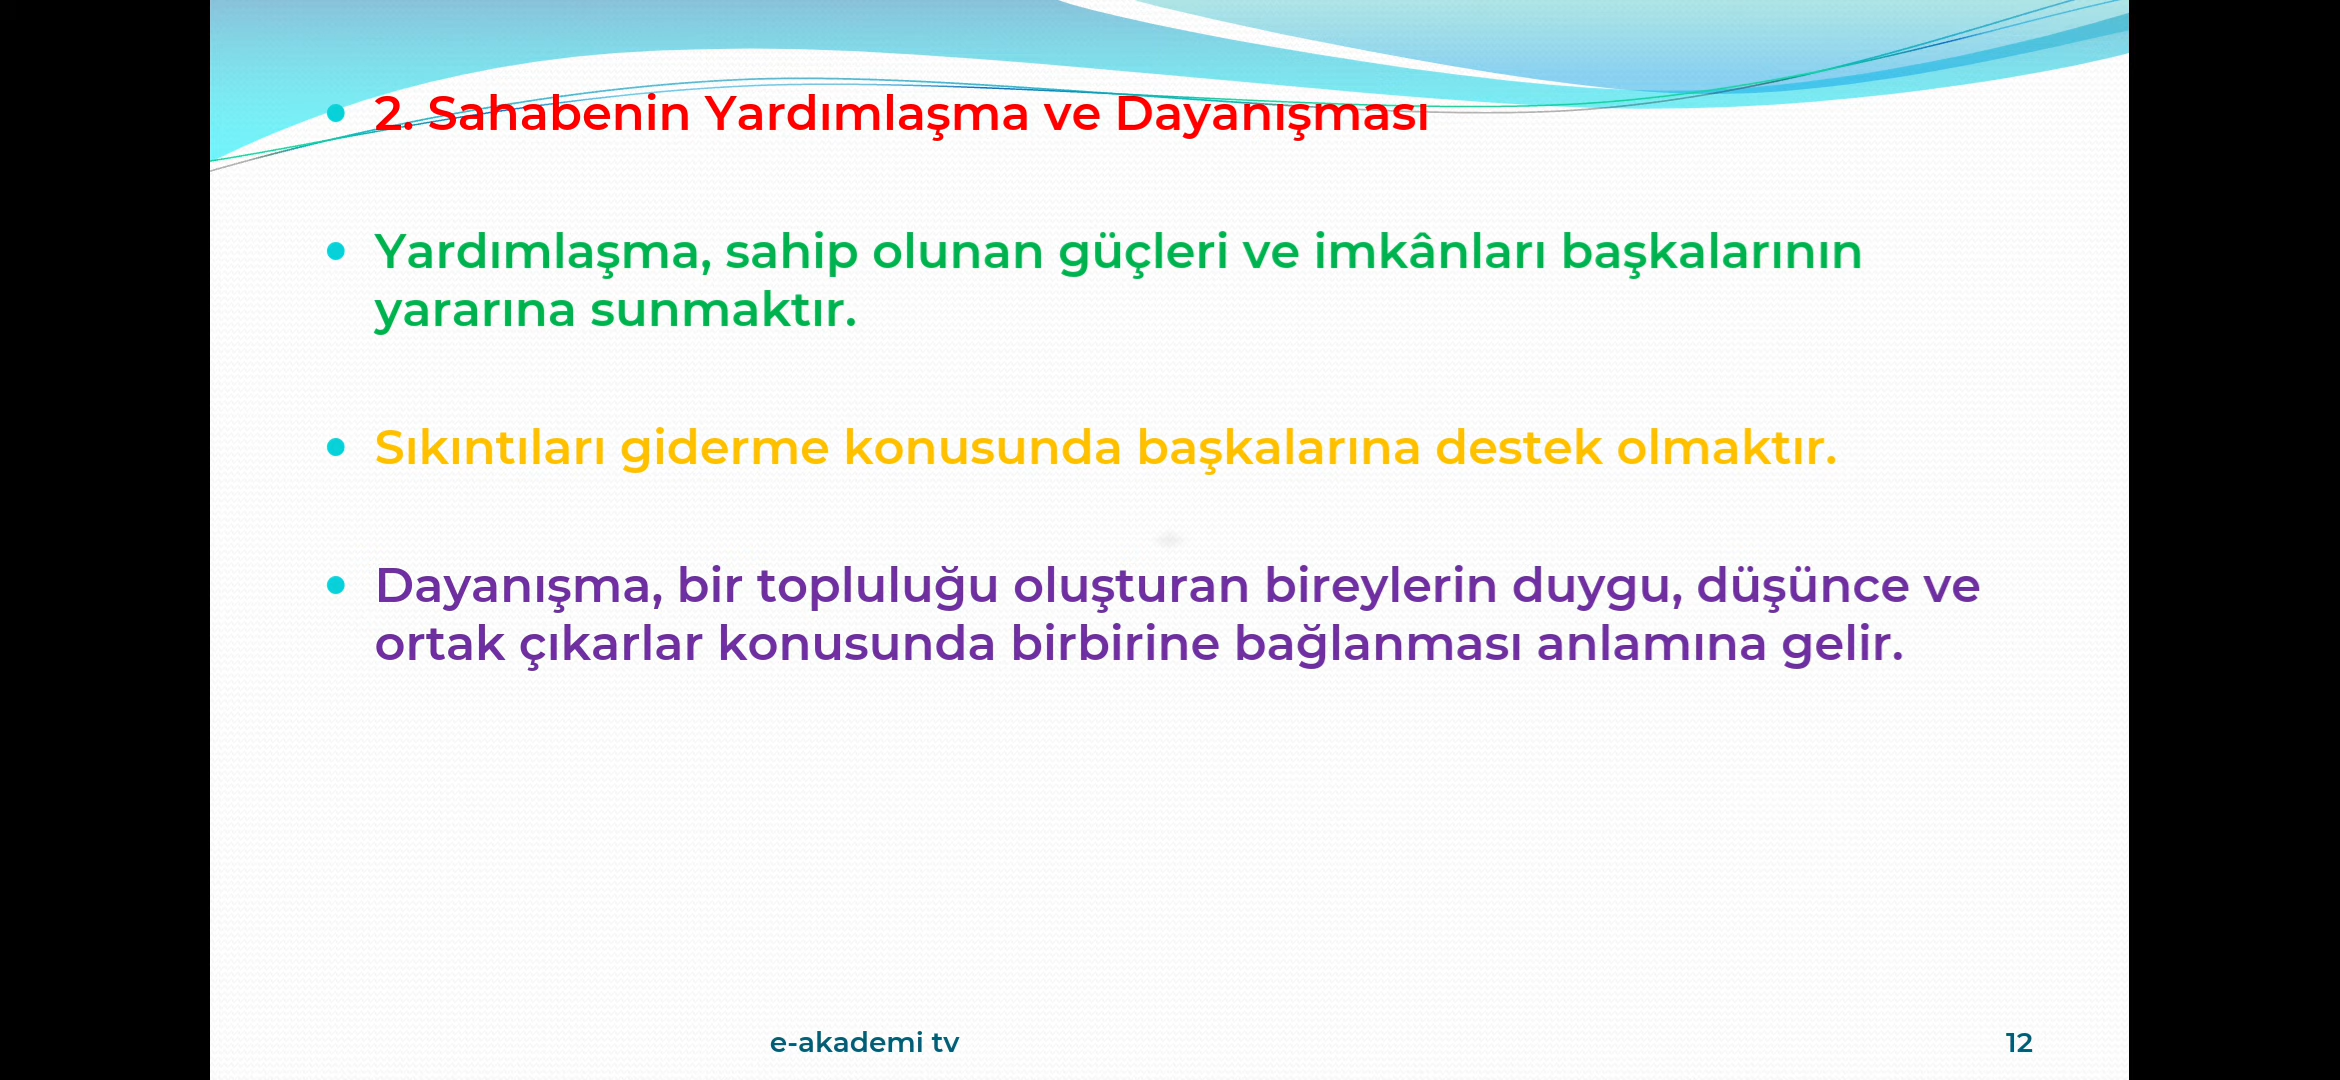 2. Sahabenin Yardımlaşma ve Dayanışması
Yardımlaşma, sahip olunan güçleri ve imkânları başkalarının
yararına sunmaktır.
Sıkıntıları giderme konusunda başkalarına destek olmaktır.
Dayanışma, bir topluluğu oluşturan bireylerin duygu, düşünce ve
ortak çıkarlar konusunda birbirine bağlanması anlamına gelir.
e-akademi tv
12